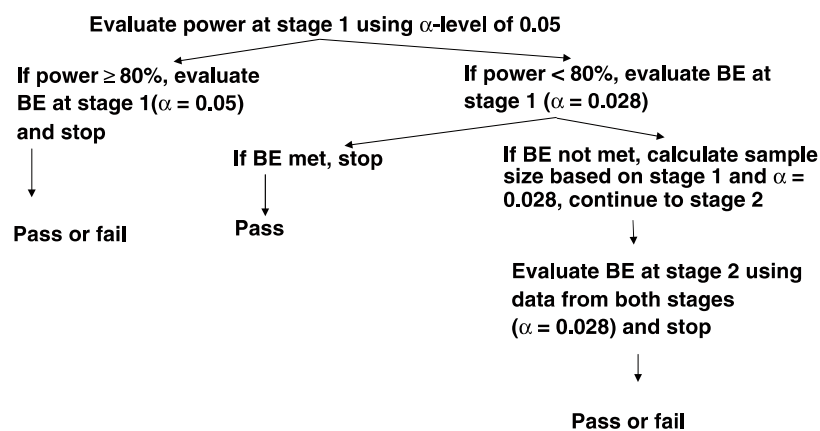 Evaluate power at stage 1 using α-level of 0.05
If power ≥ 80%, evaluate
BE at stage 1(α = 0.05)
and stop
If power < 80%, evaluate BE at
stage 1 (α = 0.028)
If BE met, stop
If BE not met, calculate sample
size based on stage 1 and α =
0.028, continue to stage 2
Pass or fail
Pass
Evaluate BE at stage 2 using
data from both stages
(α = 0.028) and stop
Pass or fail